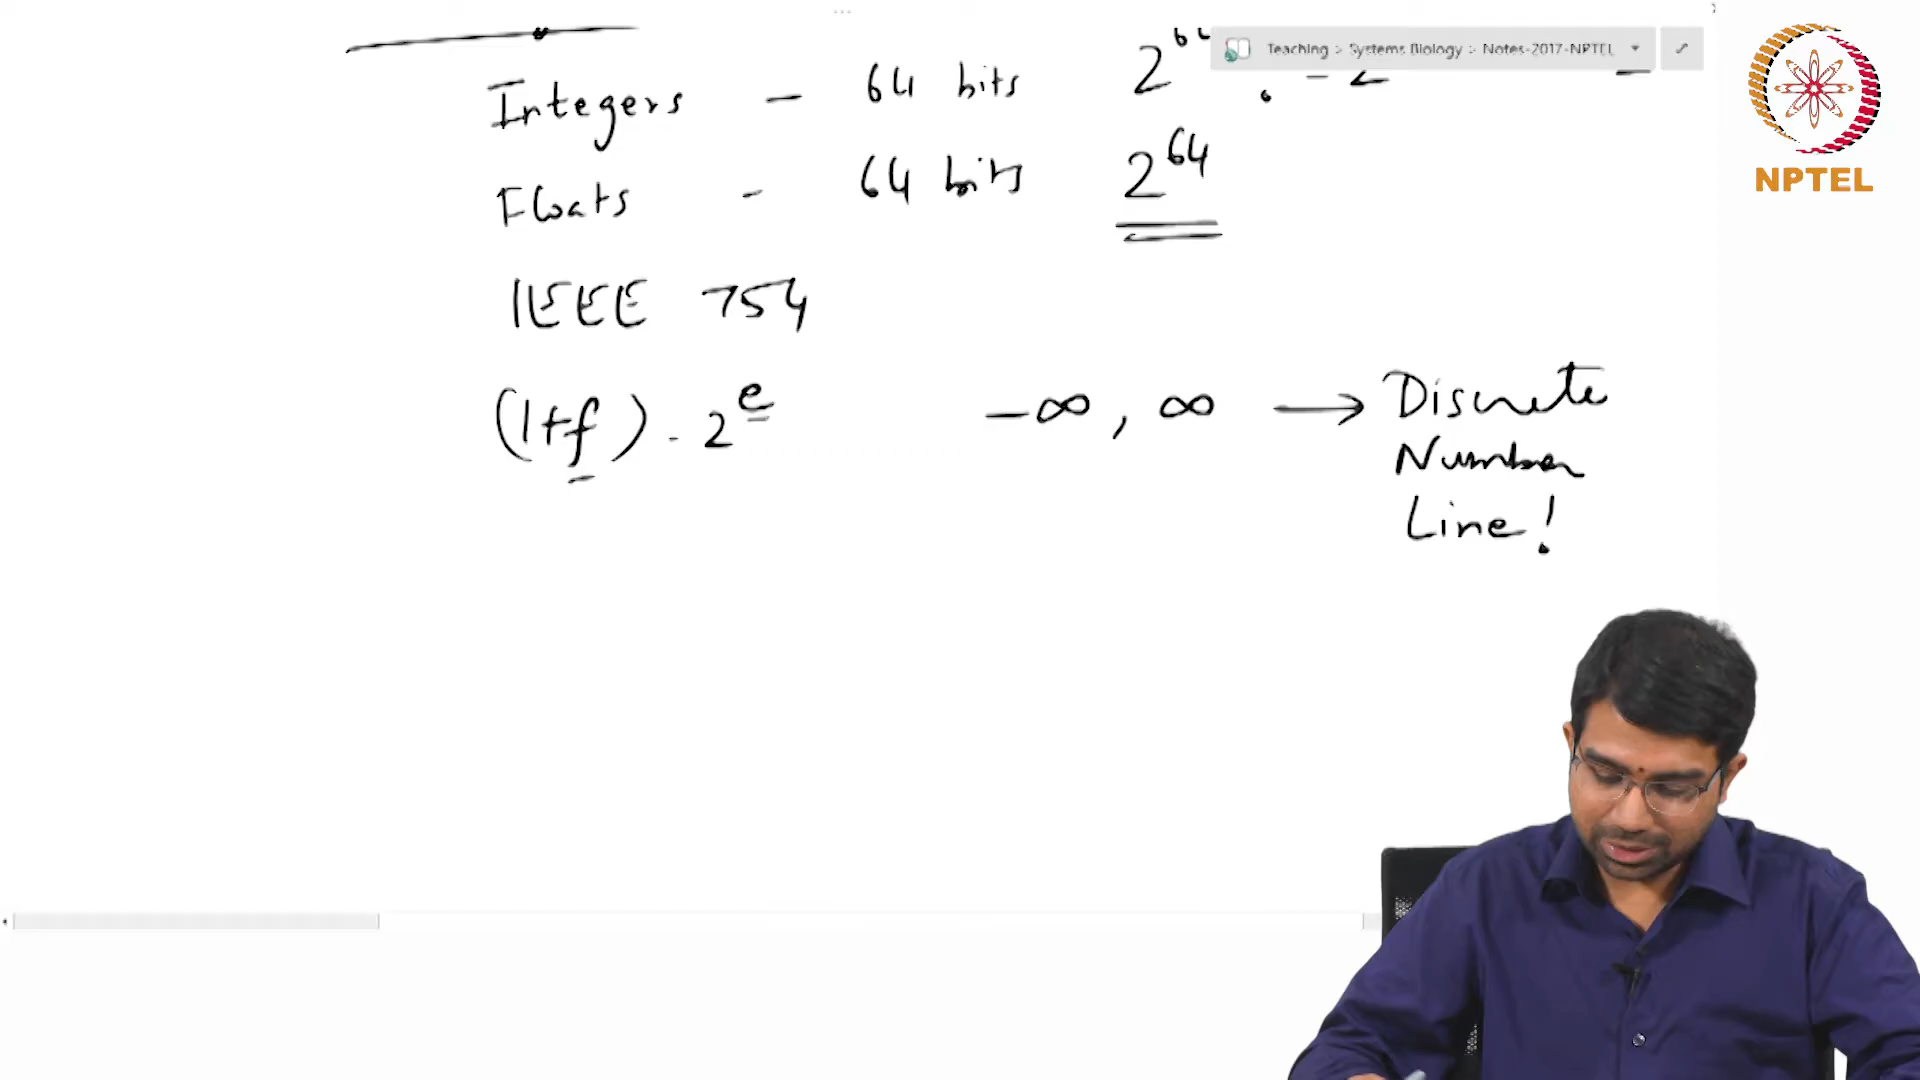 Teaching > Systems Biology > Notes-2017-NPTEL
NPTEL
Integers - 64 bits 2^64
Floats - 64 bits 2^64
IEEE 754
(1+f) . 2^e -∞, ∞ → Discrete
Number
Line!